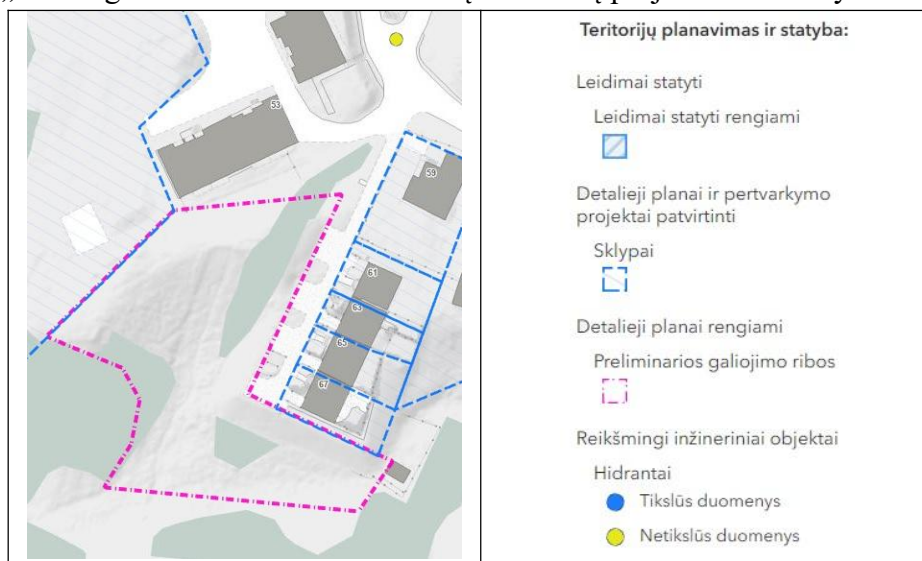 53
59
61
63
65
67
Teritorijų planavimas ir statyba:
Leidimai statyti
Leidimai statyti rengiami
Detalieji planai ir pertvarkymo
projektai patvirtinti
Sklypai
Detalieji planai rengiami
Preliminarios galiojimo ribos
Reikšmingi inžineriniai objektai
Hidrantai
Tikslūs duomenys
Netikslūs duomenys